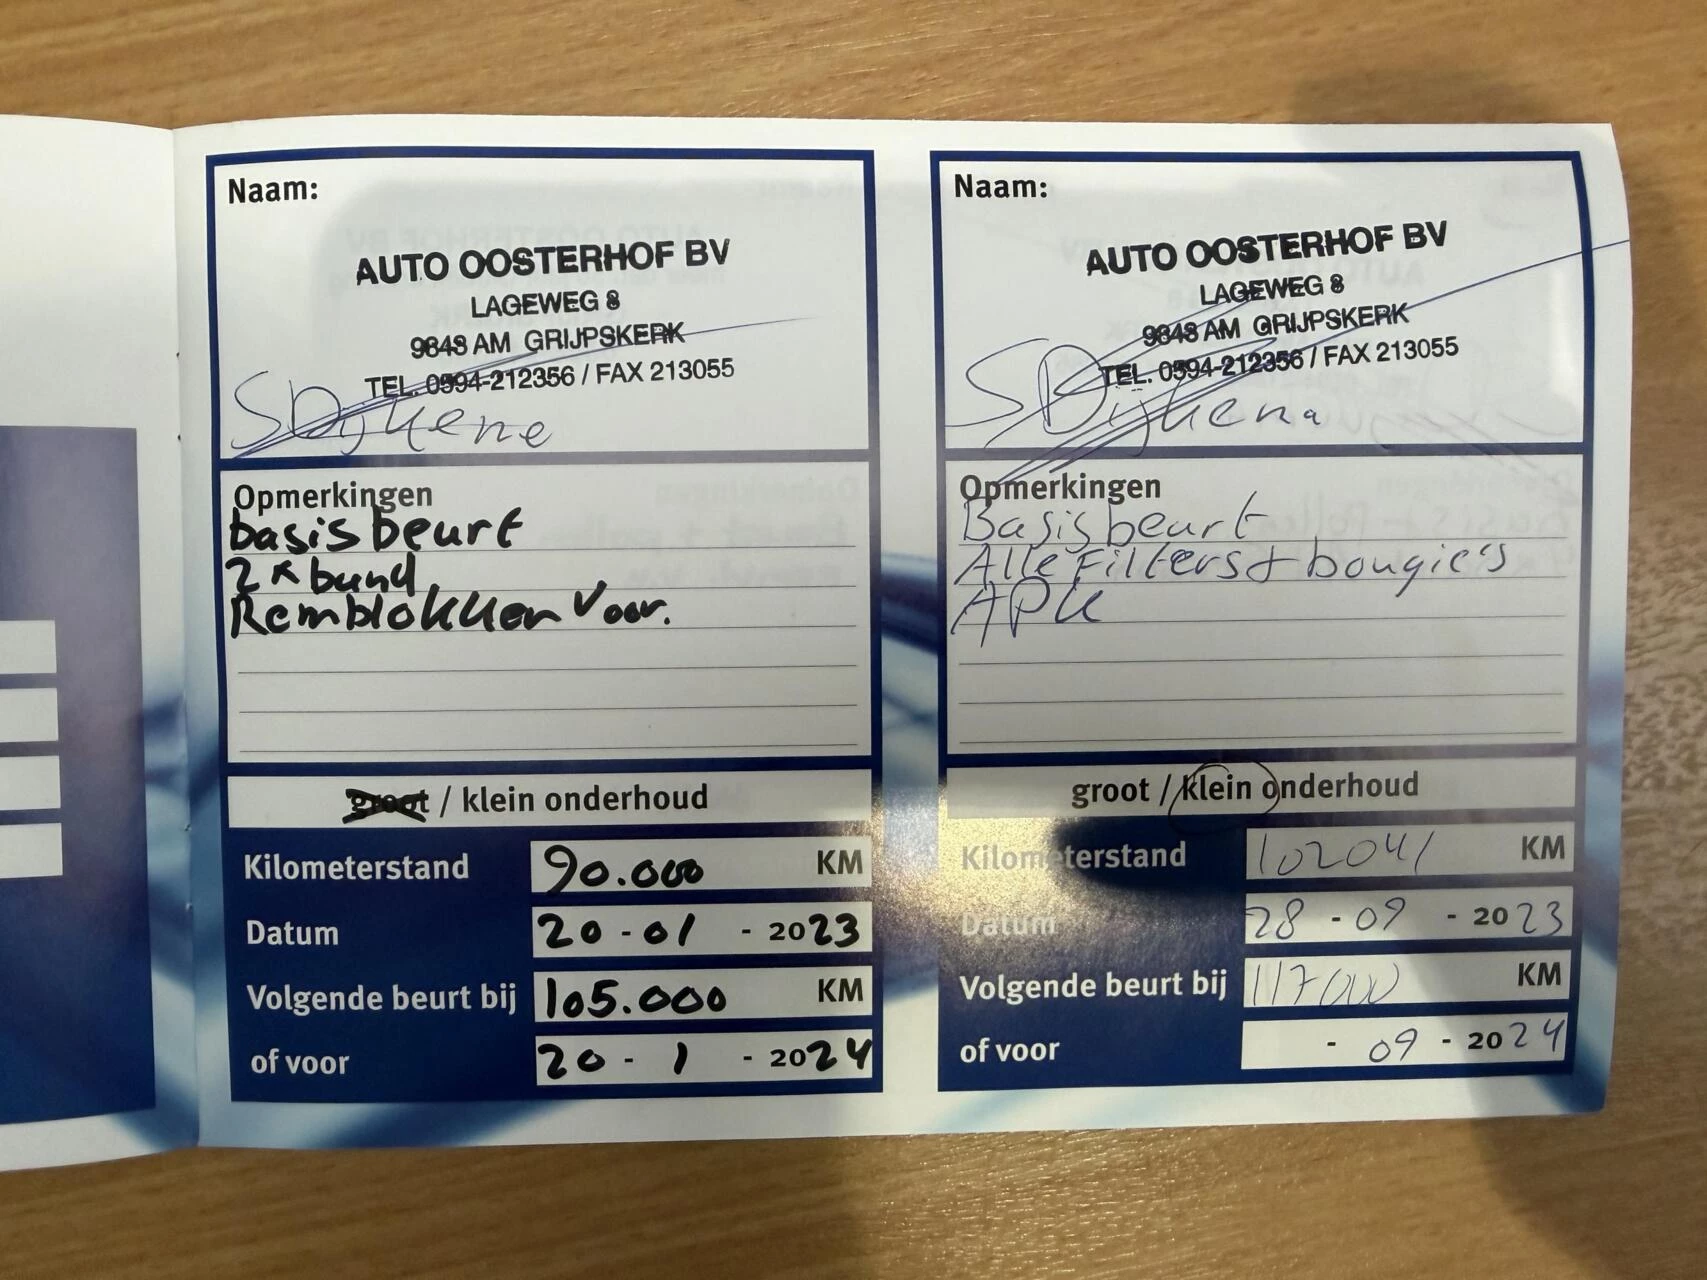 Naam:
AUTO OOSTERHOF BV
LAGEWEG 8
9843 AM GRIJPSKERK
TEL. 0594-212356 / FAX 213055
Opmerkingen
basisbeurt
2x band
Remblokken Voor.
groot / klein onderhoud
Kilometerstand 90.000 KM
Datum 20-01-2023
Volgende beurt bij 105.000 KM
of voor 20-1-2024
Naam:
AUTO OOSTERHOF BV
LAGEWEG 8
9843 AM GRIJPSKERK
TEL. 0594-212356 / FAX 213055
SDijkena
Opmerkingen
Basisbeurt
Alle Filters + bougie's
APK
groot / klein onderhoud
Kilometerstand 102041 KM
Datum 28-09-2023
Volgende beurt bij 117000 KM
of voor - 09 - 2024